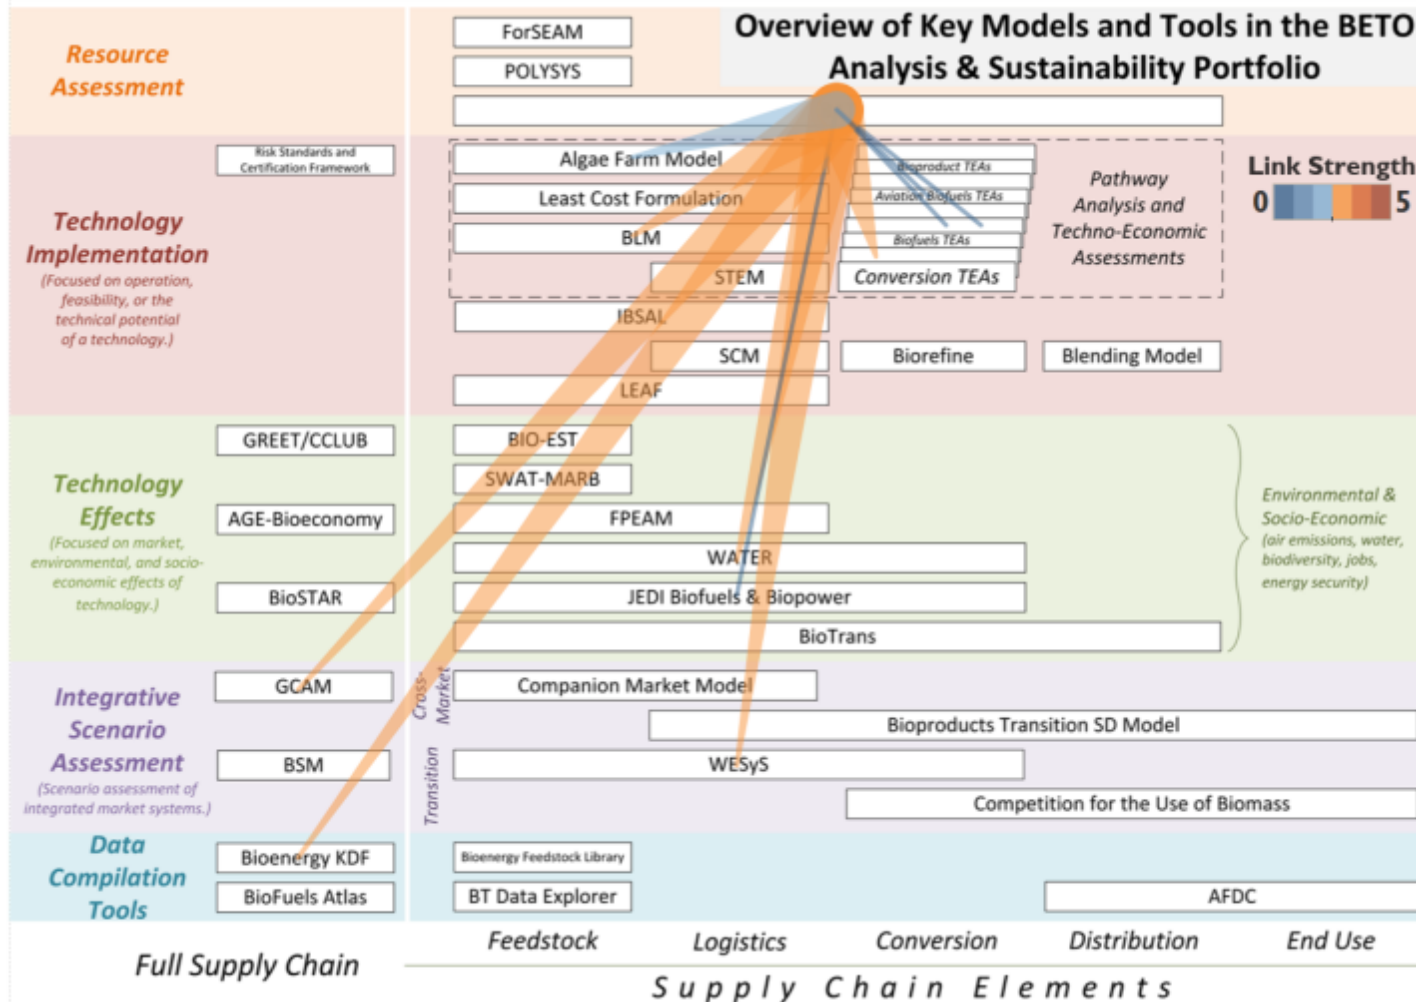 Overview of Key Models and Tools in the BETO
Analysis & Sustainability Portfolio
Resource
Assessment
ForSEAM
POLYSYS
Technology
Implementation
(Focused on operation,
feasibility, or the
technical potential
of a technology.)
Risk Standards and
Certification Framework
Algae Farm Model
Least Cost Formulation
BLM
STEM
IBSAL
SCM
LEAF
Bioproduct TEAs
Aviation Biofuels TEAs
Biofuels TEAs
Conversion TEAs
Biorefine
Blending Model
Pathway
Analysis and
Techno-Economic
Assessments
Link Strength
0 5
Technology
Effects
(Focused on market,
environmental, and socio-
economic effects of
technology.)
GREET/CCLUB
AGE-Bioeconomy
BioSTAR
BIO-EST
SWAT-MARB
FPEAM
WATER
JEDI Biofuels & Biopower
BioTrans
Environmental &
Socio-Economic
(air emissions, water,
biodiversity, jobs,
energy security)
Integrative
Scenario
Assessment
(Scenario assessment of
integrated market systems.)
GCAM
BSM
Cross-
Market
Transition
Companion Market Model
Bioproducts Transition SD Model
WESyS
Competition for the Use of Biomass
Data
Compilation
Tools
Bioenergy KDF
BioFuels Atlas
Bioenergy Feedstock Library
BT Data Explorer
AFDC
Full Supply Chain
Feedstock
Logistics
Conversion
Distribution
End Use
Supply Chain Elements